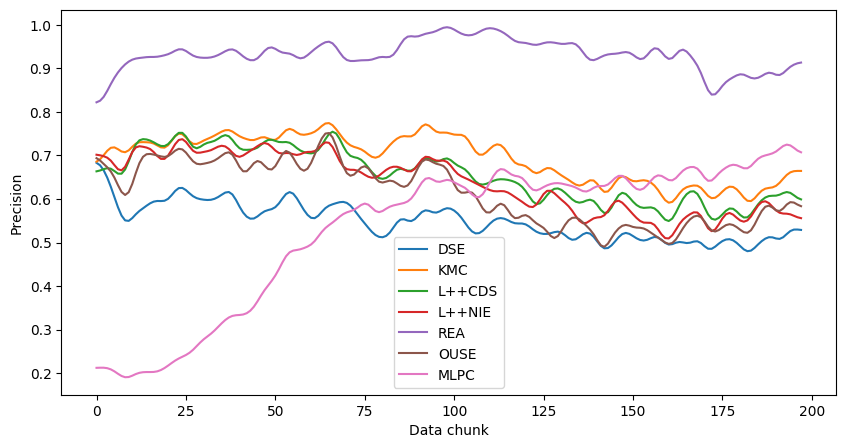 1.0
0.9
0.8
0.7
0.6
0.5
0.4
0.3
0.2
Precision
DSE
KMC
L++CDS
L++NIE
REA
OUSE
MLPC
0 25 50 75 100 125 150 175 200
Data chunk